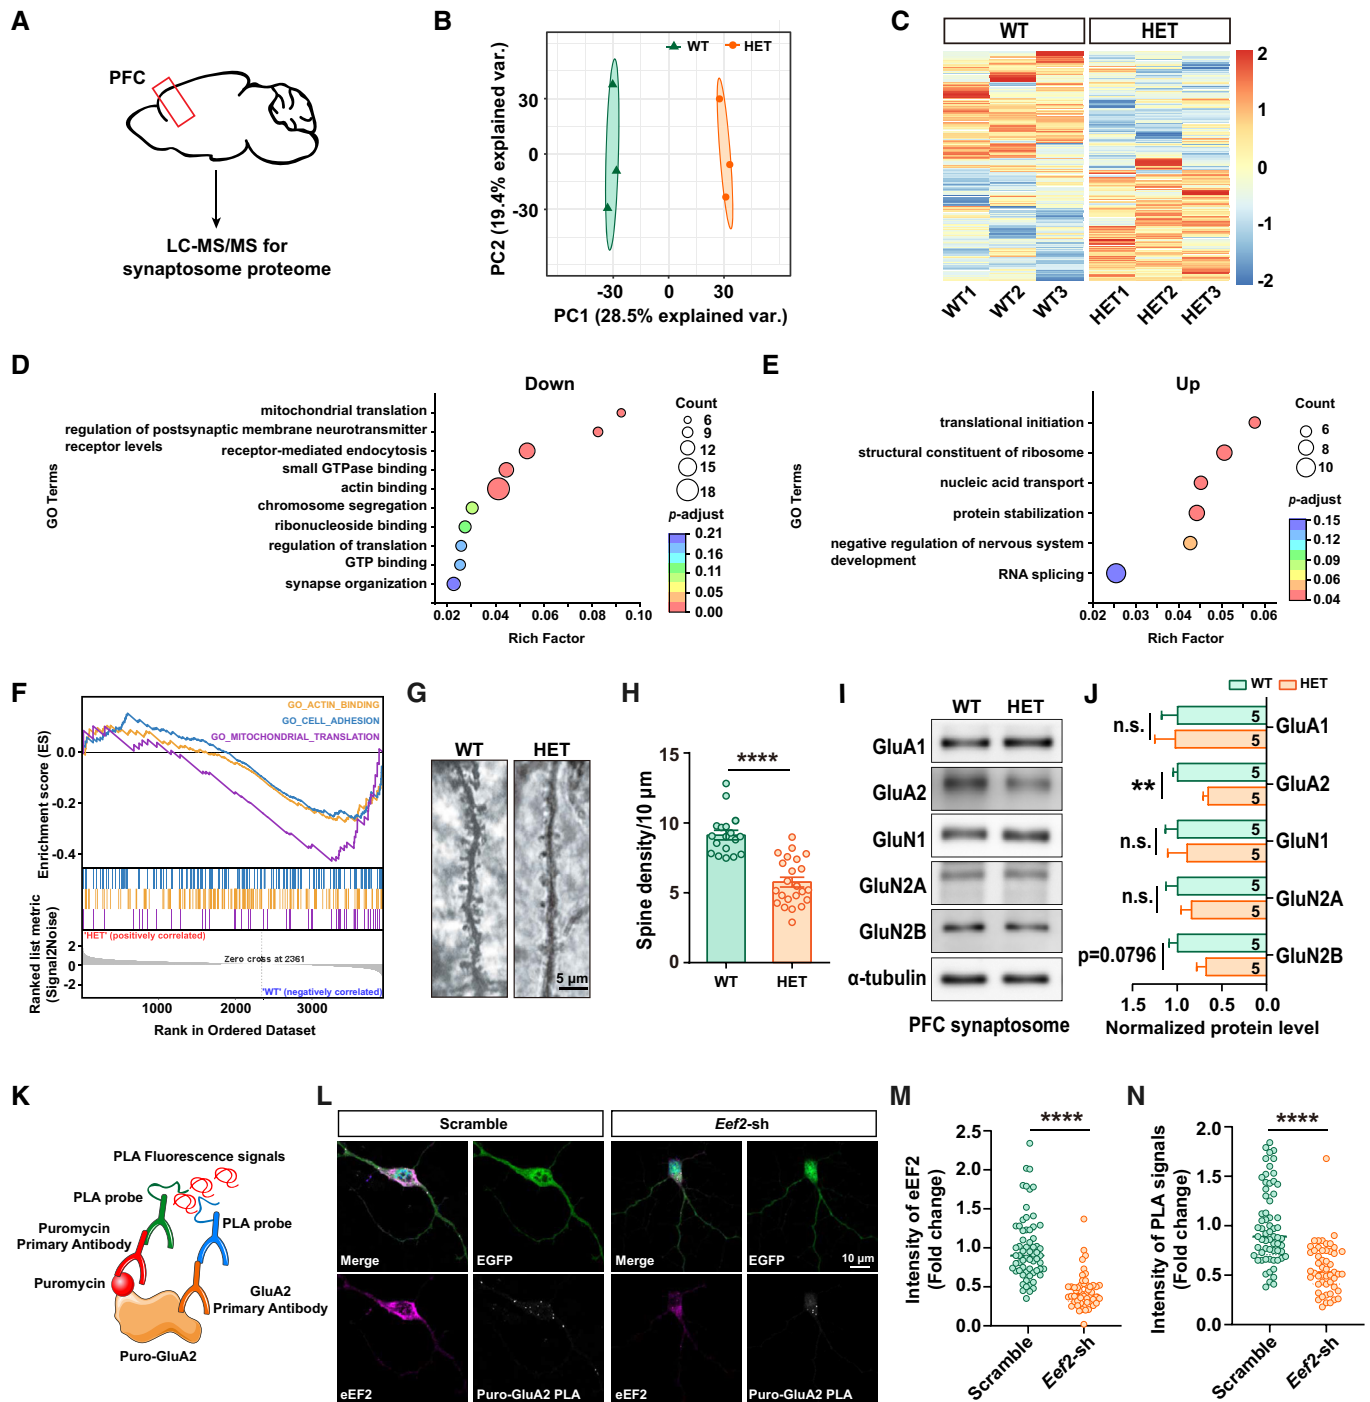 A
PFC
LC-MS/MS for
synaptosome proteome
B
WT HET
PC2 (19.4% explained var.)
30
0
-30
-30 0 30
PC1 (28.5% explained var.)
C
WT HET
2
1
0
-1
-2
WT1 WT2 WT3 HET1 HET2 HET3
D
Down
GO Terms
mitochondrial translation
regulation of postsynaptic membrane neurotransmitter
receptor levels
receptor-mediated endocytosis
small GTPase binding
actin binding
chromosome segregation
ribonucleoside binding
regulation of translation
GTP binding
synapse organization
0.02 0.04 0.06 0.08 0.10
Rich Factor
Count
6
9
12
15
18
p-adjust
0.21
0.16
0.11
0.05
0.00
E
Up
GO Terms
translational initiation
structural constituent of ribosome
nucleic acid transport
protein stabilization
negative regulation of nervous system
development
RNA splicing
0.02 0.03 0.04 0.05 0.06
Rich Factor
Count
6
8
10
p-adjust
0.15
0.12
0.09
0.06
0.04
F
GO_ACTIN_BINDING
GO_CELL_ADHESION
GO_MITOCHONDRIAL_TRANSLATION
Enrichment score (ES)
0.0
-0.2
-0.4
Ranked list metric
(Signal2Noise)
'HET' (positively correlated)
2
0
-2
Zero cross at 2361
'WT' (negatively correlated)
1000 2000 3000
Rank in Ordered Dataset
G
WT HET
5 μm
H
Spine density/10 μm
15
10
5
0
****
WT HET
I
WT HET
GluA1
GluA2
GluN1
GluN2A
GluN2B
α-tubulin
PFC synaptosome
J
WT HET
n.s. 5 5 GluA1
** 5 5 GluA2
n.s. 5 5 GluN1
n.s. 5 5 GluN2A
p=0.0796 5 5 GluN2B
1.5 1.0 0.5 0.0
Normalized protein level
K
PLA Fluorescence signals
PLA probe
PLA probe
Puromycin
Primary Antibody
Puromycin
GluA2
Primary Antibody
Puro-GluA2
L
Scramble Eef2-sh
Merge EGFP Merge EGFP
10 μm
eEF2 Puro-GluA2 PLA eEF2 Puro-GluA2 PLA
M
Intensity of eEF2
(Fold change)
2.5
2.0
1.5
1.0
0.5
0.0
****
Scramble Eef2-sh
N
Intensity of PLA signals
(Fold change)
2.0
1.5
1.0
0.5
0.0
****
Scramble Eef2-sh